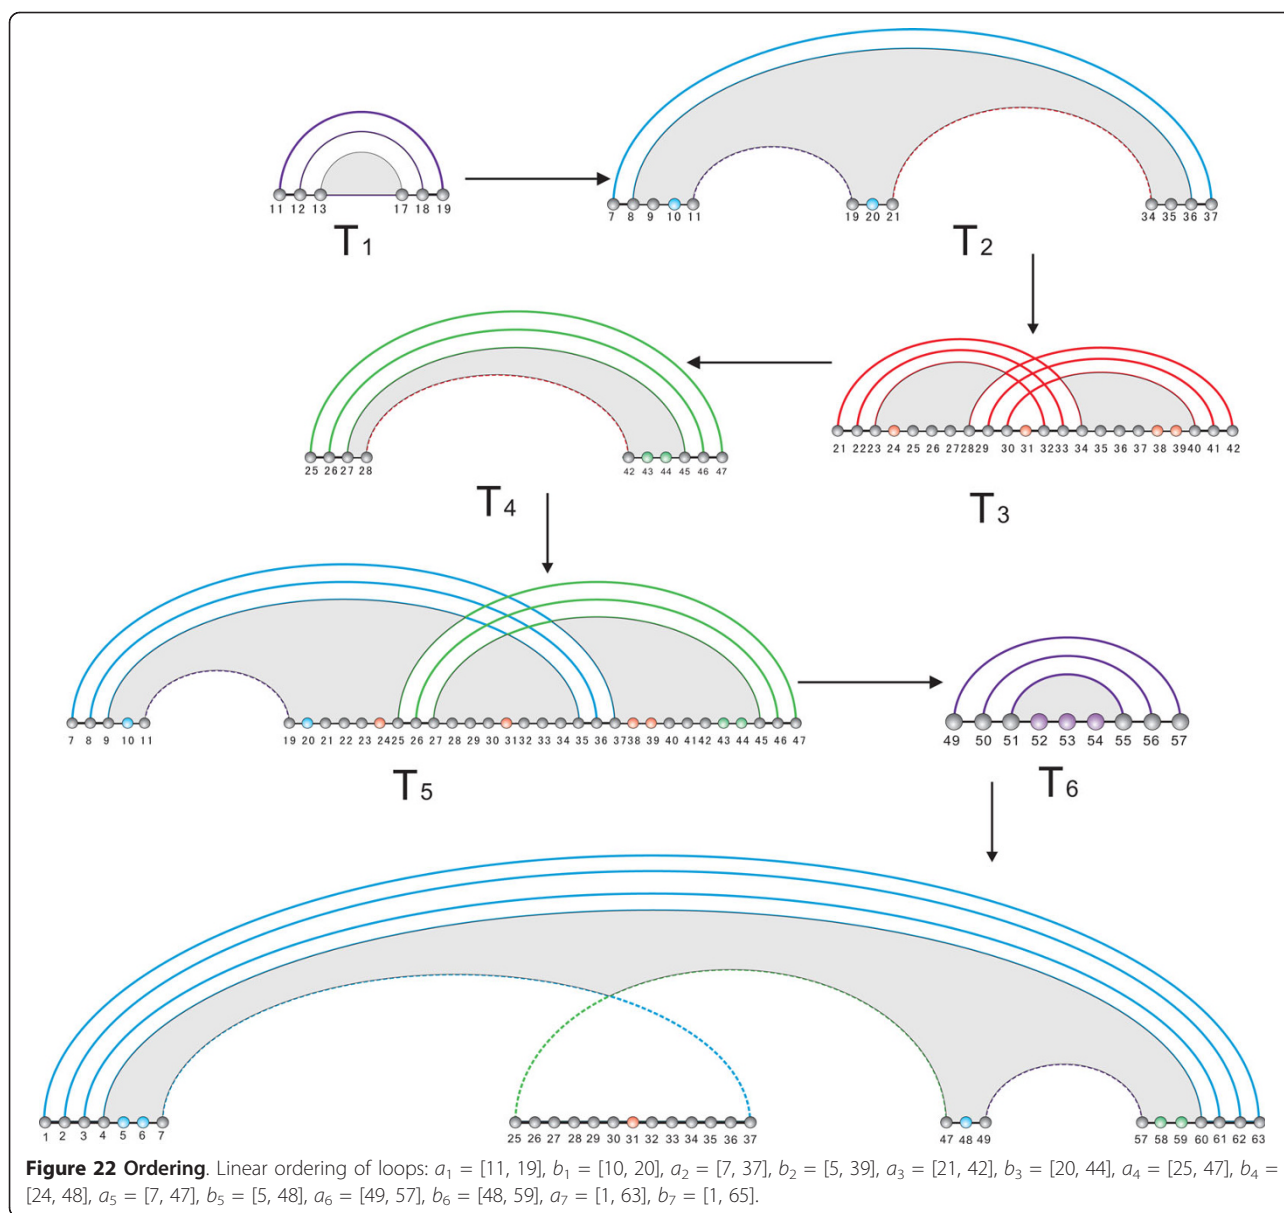 11 12 13 17 18 19
T1
7 8 9 10 11 19 20 21 34 35 36 37
T2
25 26 27 28 42 43 44 45 46 47
T4
21 22 23 24 25 26 27 28 29 30 31 32 33 34 35 36 37 38 39 40 41 42
T3
7 8 9 10 11 19 20 21 22 23 24 25 26 27 28 29 30 31 32 33 34 35 36 37 38 39 40 41 42 43 44 45 46 47
T5
49 50 51 52 53 54 55 56 57
T6
1 2 3 4 5 6 7 25 26 27 28 29 30 31 32 33 34 35 36 37 47 48 49 57 58 59 60 61 62 63
Figure 22 Ordering. Linear ordering of loops: a1 = [11, 19], b1 = [10, 20], a2 = [7, 37], b2 = [5, 39], a3 = [21, 42], b3 = [20, 44], a4 = [25, 47], b4 =
[24, 48], a5 = [7, 47], b5 = [5, 48], a6 = [49, 57], b6 = [48, 59], a7 = [1, 63], b7 = [1, 65].